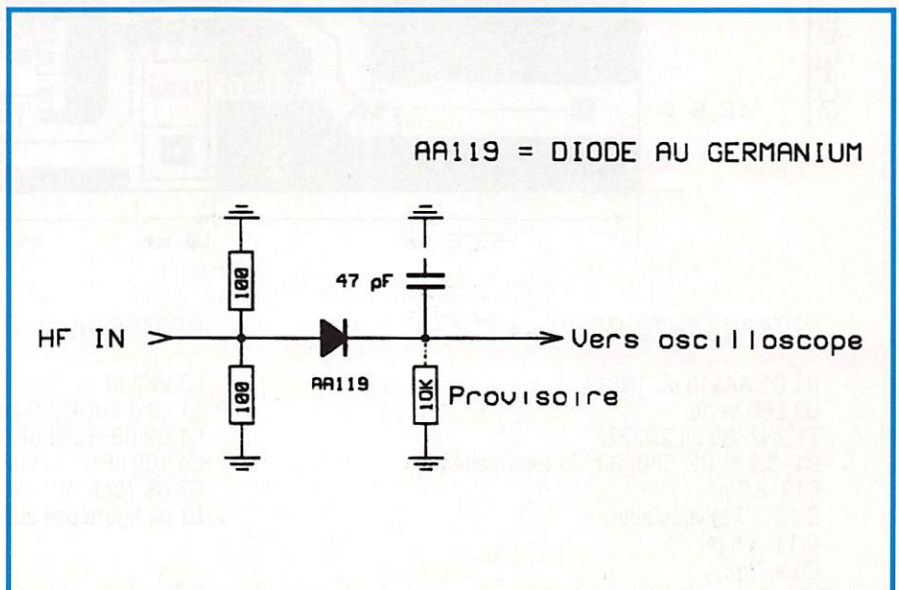 AA119 = DIODE AU GERMANIUM
100
47 pF
HF IN
Vers oscilloscope
AA119
100
10K
Provisoire